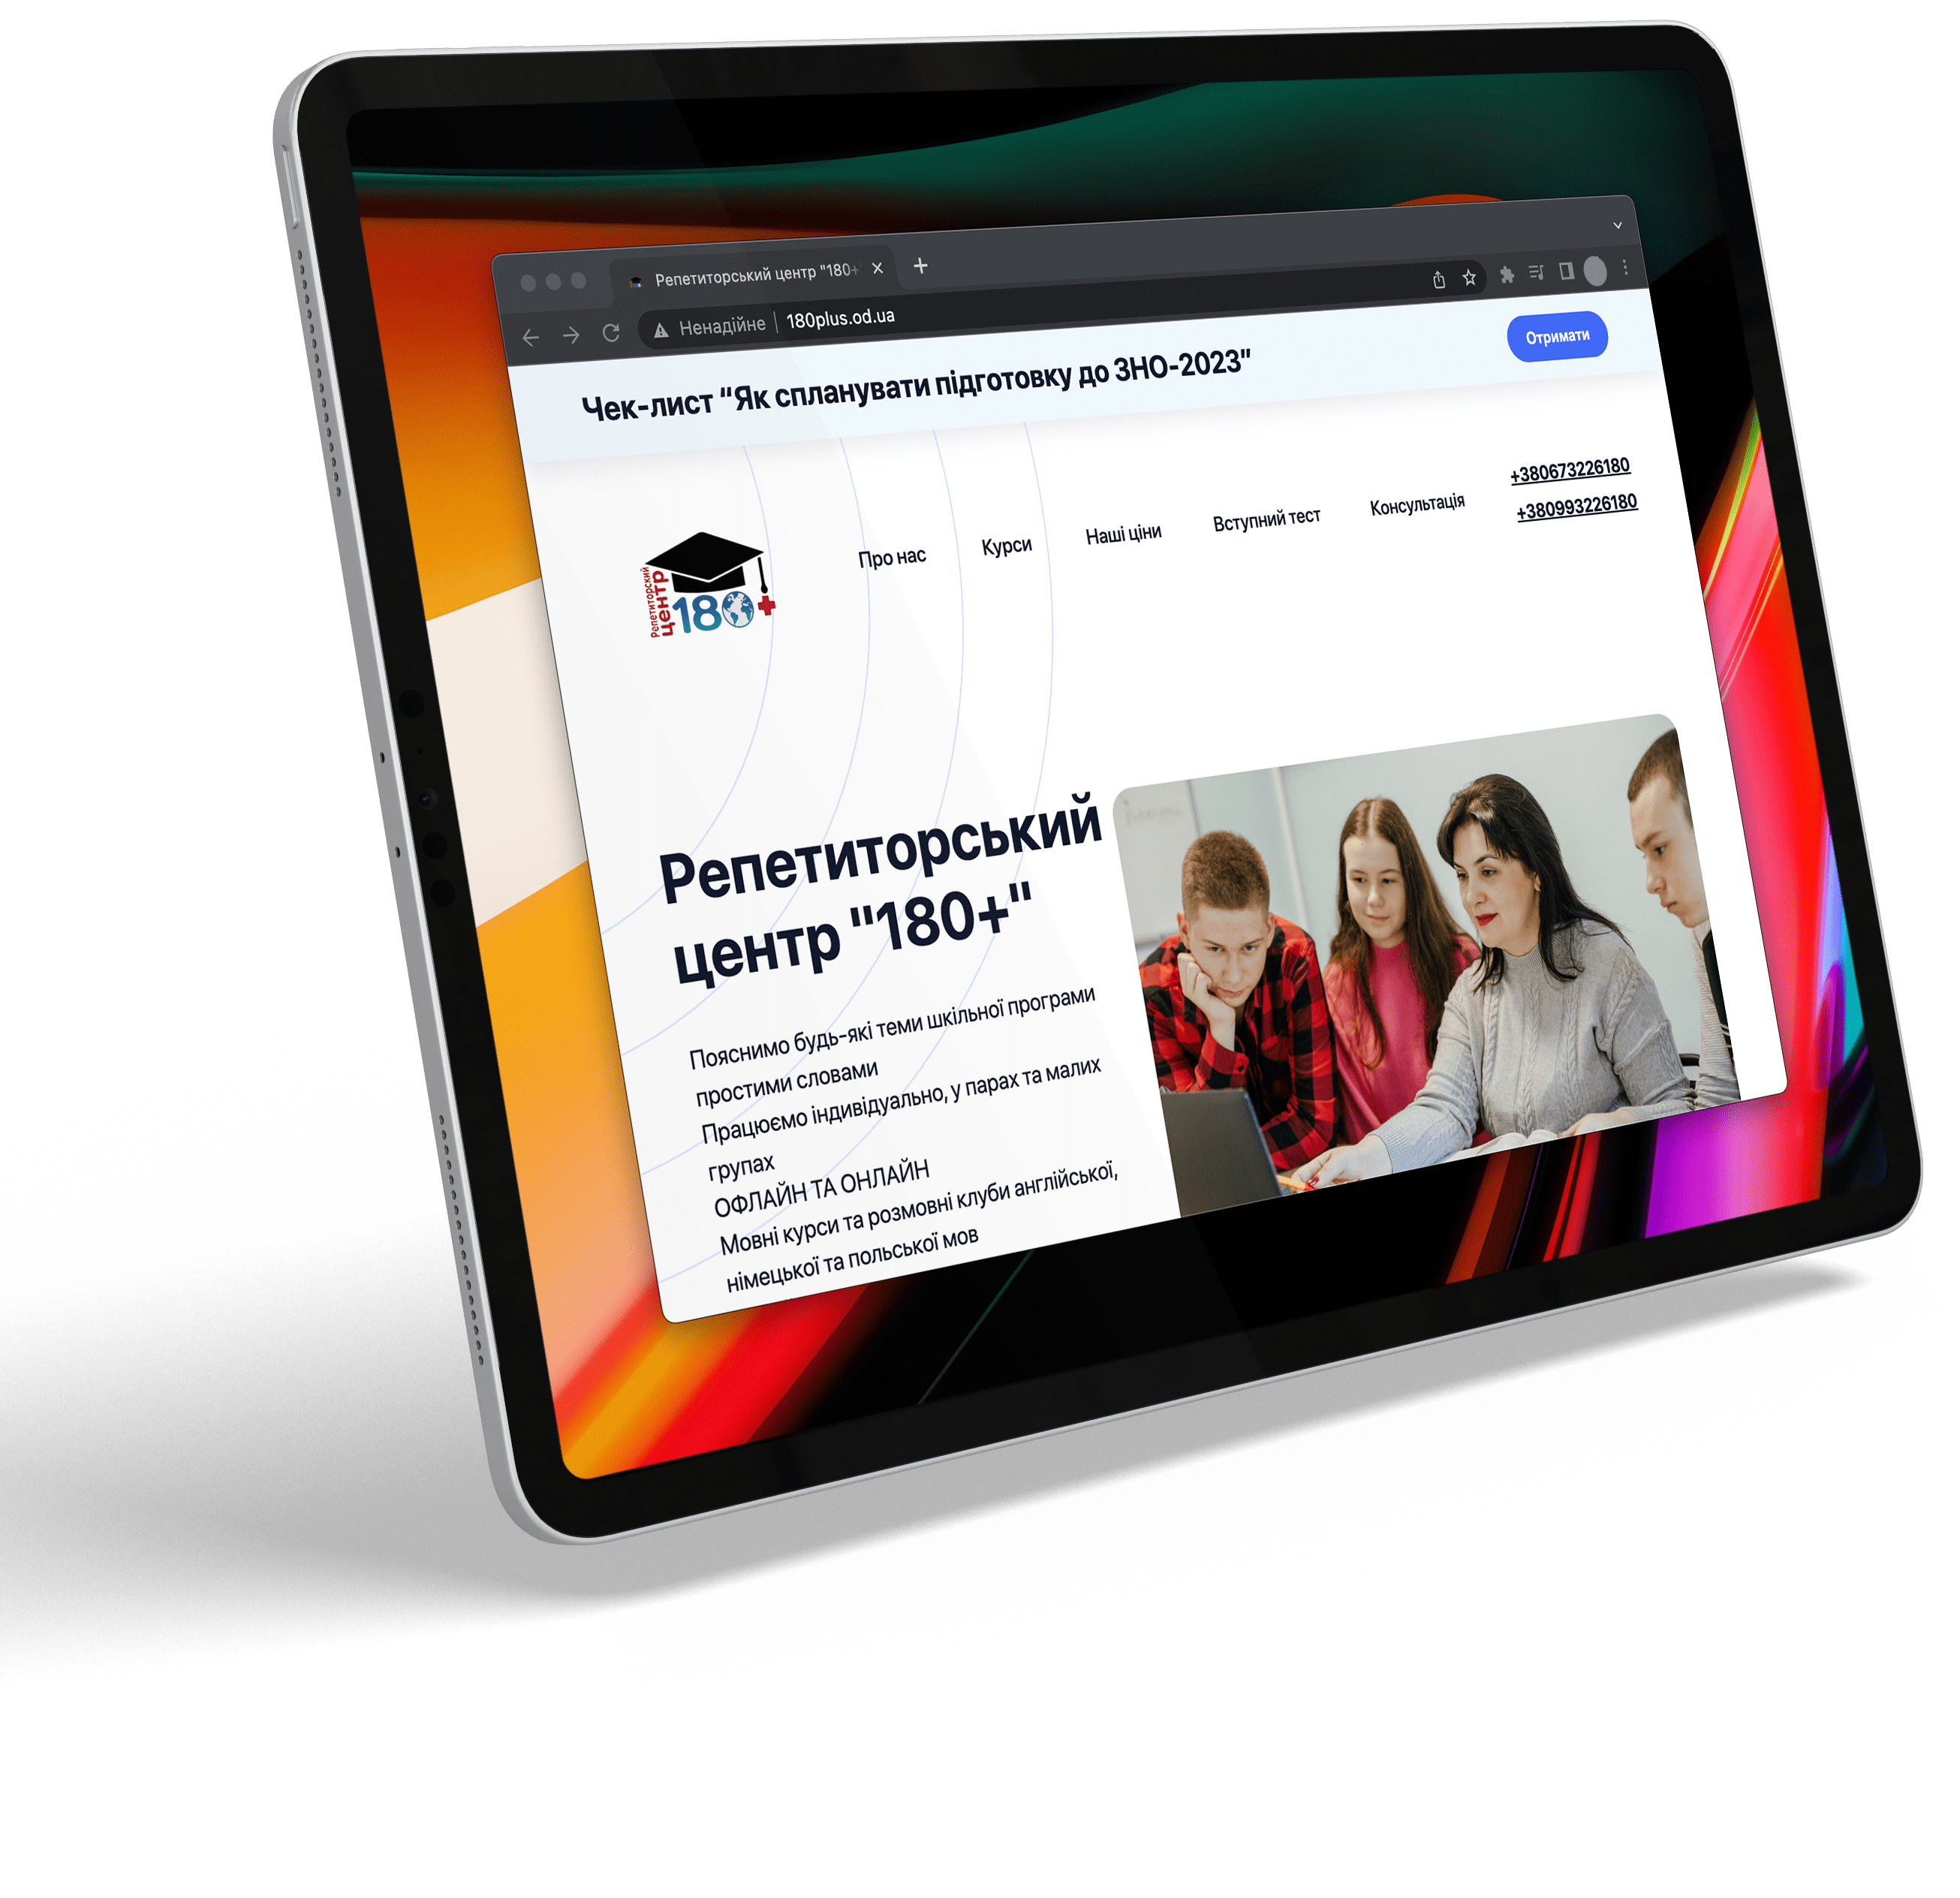 Репетиторський центр "180+
Ненадійне
180plus.od.ua
Чек-лист “Як спланувати підготовку до ЗНО-2023”
Отримати
Про нас
Курси
Наші ціни
Вступний тест
Консультація
+380673226180
+380993226180
Репетиторский
центр
180+
Репетиторський
центр "180+"
Пояснимо будь-які теми шкільної програми
простими словами
Працюємо індивідуально, у парах та малих
групах
ОФЛАЙН ТА ОНЛАЙН
Мовні курси та розмовні клуби англійської,
німецької та польської мов